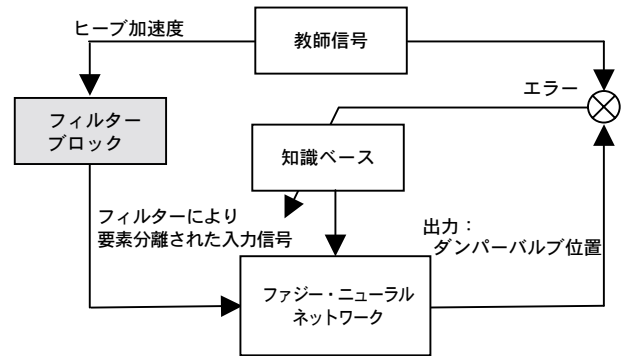 ヒーブ加速度
教師信号
エラー
フィルター
ブロック
知識ベース
フィルターにより
要素分離された入力信号
出力：
ダンパーバルブ位置
ファジー・ニューラル
ネットワーク